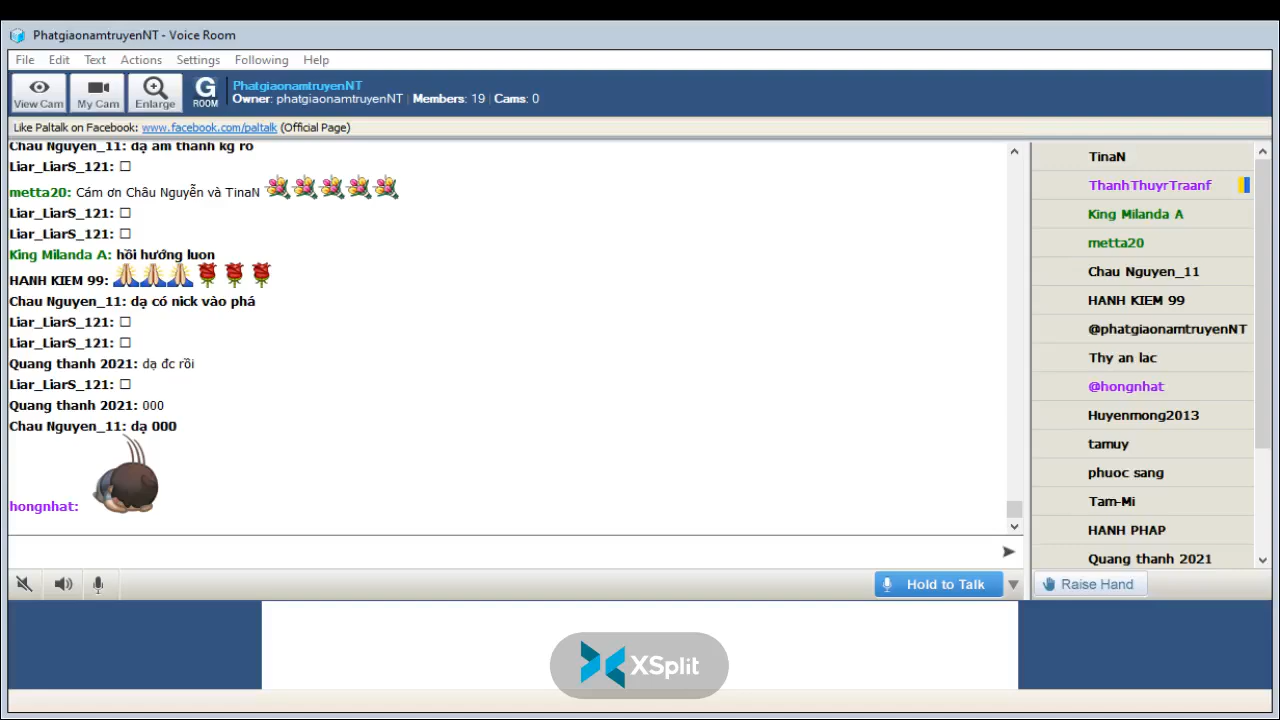 PhatgiaonamtruyenNT - Voice Room
File Edit Text Actions Settings Following Help
View Cam My Cam Enlarge G ROOM
PhatgiaonamtruyenNT
Owner: phatgiaonamtruyenNT | Members: 19 | Cams: 0
Like Paltalk on Facebook: www.facebook.com/paltalk (Official Page)
Chau Nguyen_11: dạ âm thanh kg rõ
Liar_LiarS_121: □
metta20: Cám ơn Châu Nguyễn và TinaN
Liar_LiarS_121: □
Liar_LiarS_121: □
King Milanda A: hồi hướng luon
HANH KIEM 99:
Chau Nguyen_11: dạ có nick vào phá
Liar_LiarS_121: □
Liar_LiarS_121: □
Quang thanh 2021: dạ đc rồi
Liar_LiarS_121: □
Quang thanh 2021: 000
Chau Nguyen_11: dạ 000
hongnhat:
Hold to Talk
TinaN
ThanhThuyrTraanf
King Milanda A
metta20
Chau Nguyen_11
HANH KIEM 99
@phatgiaonamtruyenNT
Thy an lac
@hongnhat
Huyenmong2013
tamuy
phuoc sang
Tam-Mi
HANH PHAP
Quang thanh 2021
Raise Hand
XSplit